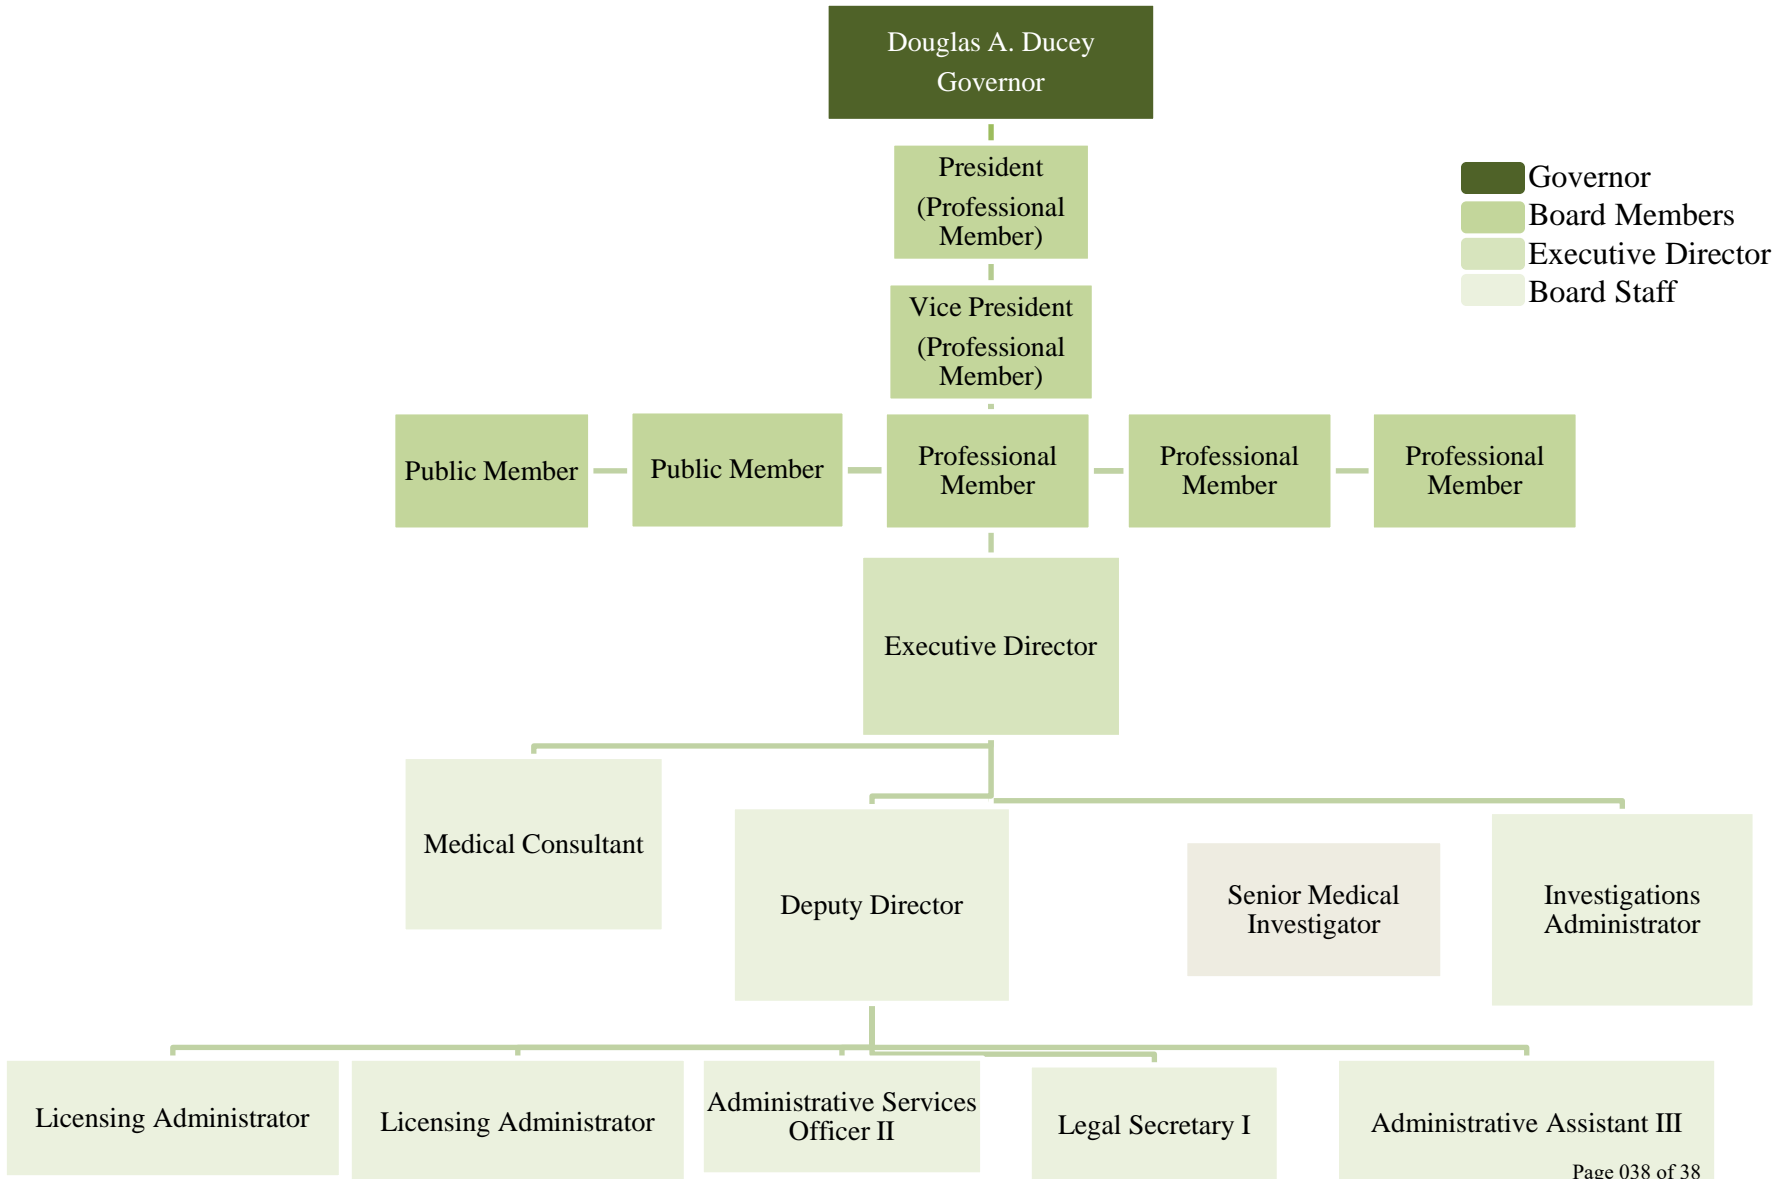 Douglas A. Ducey
Governor
President
(Professional
Member)
Governor
Board Members
Executive Director
Board Staff
Vice President
(Professional
Member)
Public Member
Public Member
Professional
Member
Professional
Member
Professional
Member
Executive Director
Medical Consultant
Deputy Director
Senior Medical
Investigator
Investigations
Administrator
Licensing Administrator
Licensing Administrator
Administrative Services
Officer II
Legal Secretary I
Administrative Assistant III
Page 038 of 38